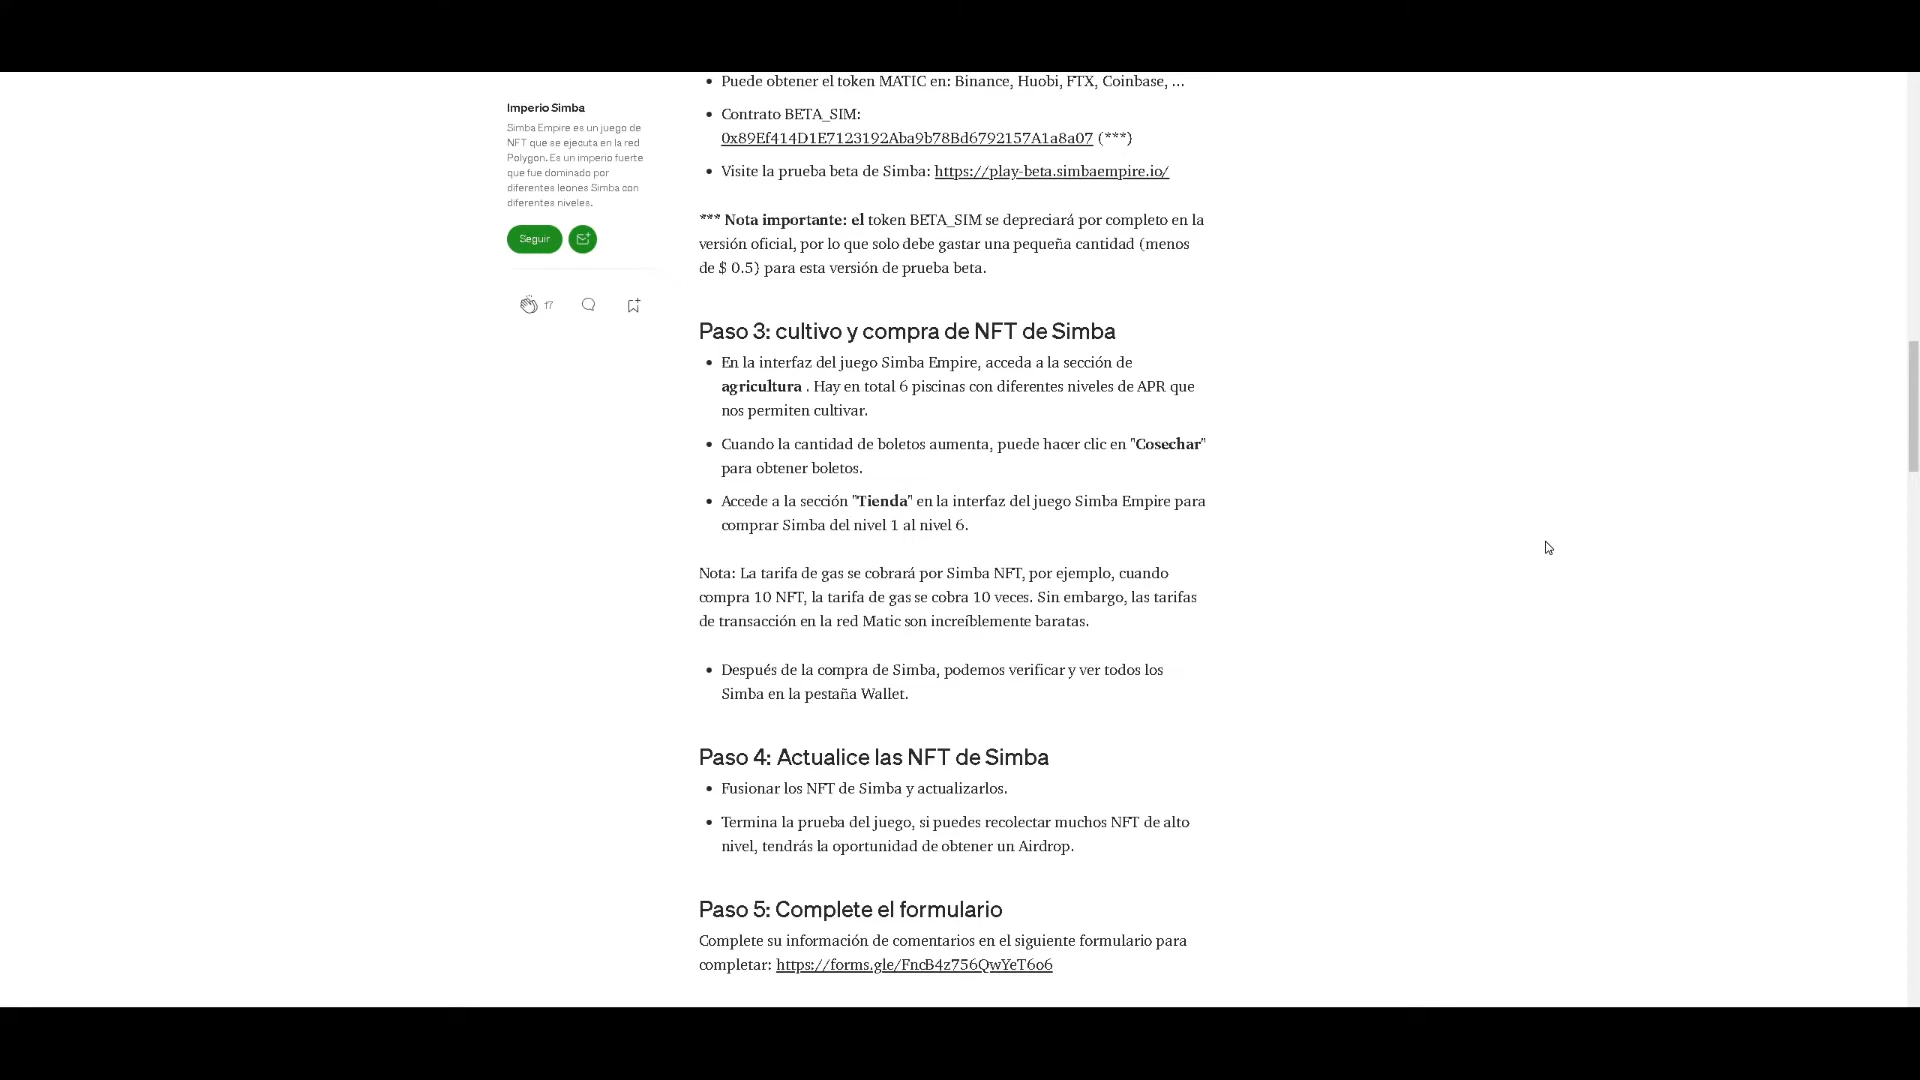 Imperio Simba
Simba Empire es un juego de
NFT que se ejecuta en la red
Polygon. Es un imperio fuerte
que fue dominado por
diferentes leones Simba con
diferentes niveles.
Seguir
17
• Puede obtener el token MATIC en: Binance, Huobi, FTX, Coinbase, ...
• Contrato BETA_SIM:
0x89Ef414D1E7123192Aba9b78Bd6792157A1a8a07 (***)
• Visite la prueba beta de Simba: https://play-beta.simbaempire.io/
*** Nota importante: el token BETA_SIM se depreciará por completo en la
versión oficial, por lo que solo debe gastar una pequeña cantidad (menos
de $ 0.5) para esta versión de prueba beta.
Paso 3: cultivo y compra de NFT de Simba
• En la interfaz del juego Simba Empire, acceda a la sección de
agricultura . Hay en total 6 piscinas con diferentes niveles de APR que
nos permiten cultivar.
• Cuando la cantidad de boletos aumenta, puede hacer clic en "Cosechar"
para obtener boletos.
• Accede a la sección "Tienda" en la interfaz del juego Simba Empire para
comprar Simba del nivel 1 al nivel 6.
Nota: La tarifa de gas se cobrará por Simba NFT, por ejemplo, cuando
compra 10 NFT, la tarifa de gas se cobra 10 veces. Sin embargo, las tarifas
de transacción en la red Matic son increíblemente baratas.
• Después de la compra de Simba, podemos verificar y ver todos los
Simba en la pestaña Wallet.
Paso 4: Actualice las NFT de Simba
• Fusionar los NFT de Simba y actualizarlos.
• Termina la prueba del juego, si puedes recolectar muchos NFT de alto
nivel, tendrás la oportunidad de obtener un Airdrop.
Paso 5: Complete el formulario
Complete su información de comentarios en el siguiente formulario para
completar: https://forms.gle/FncB4z756QwYeT6o6